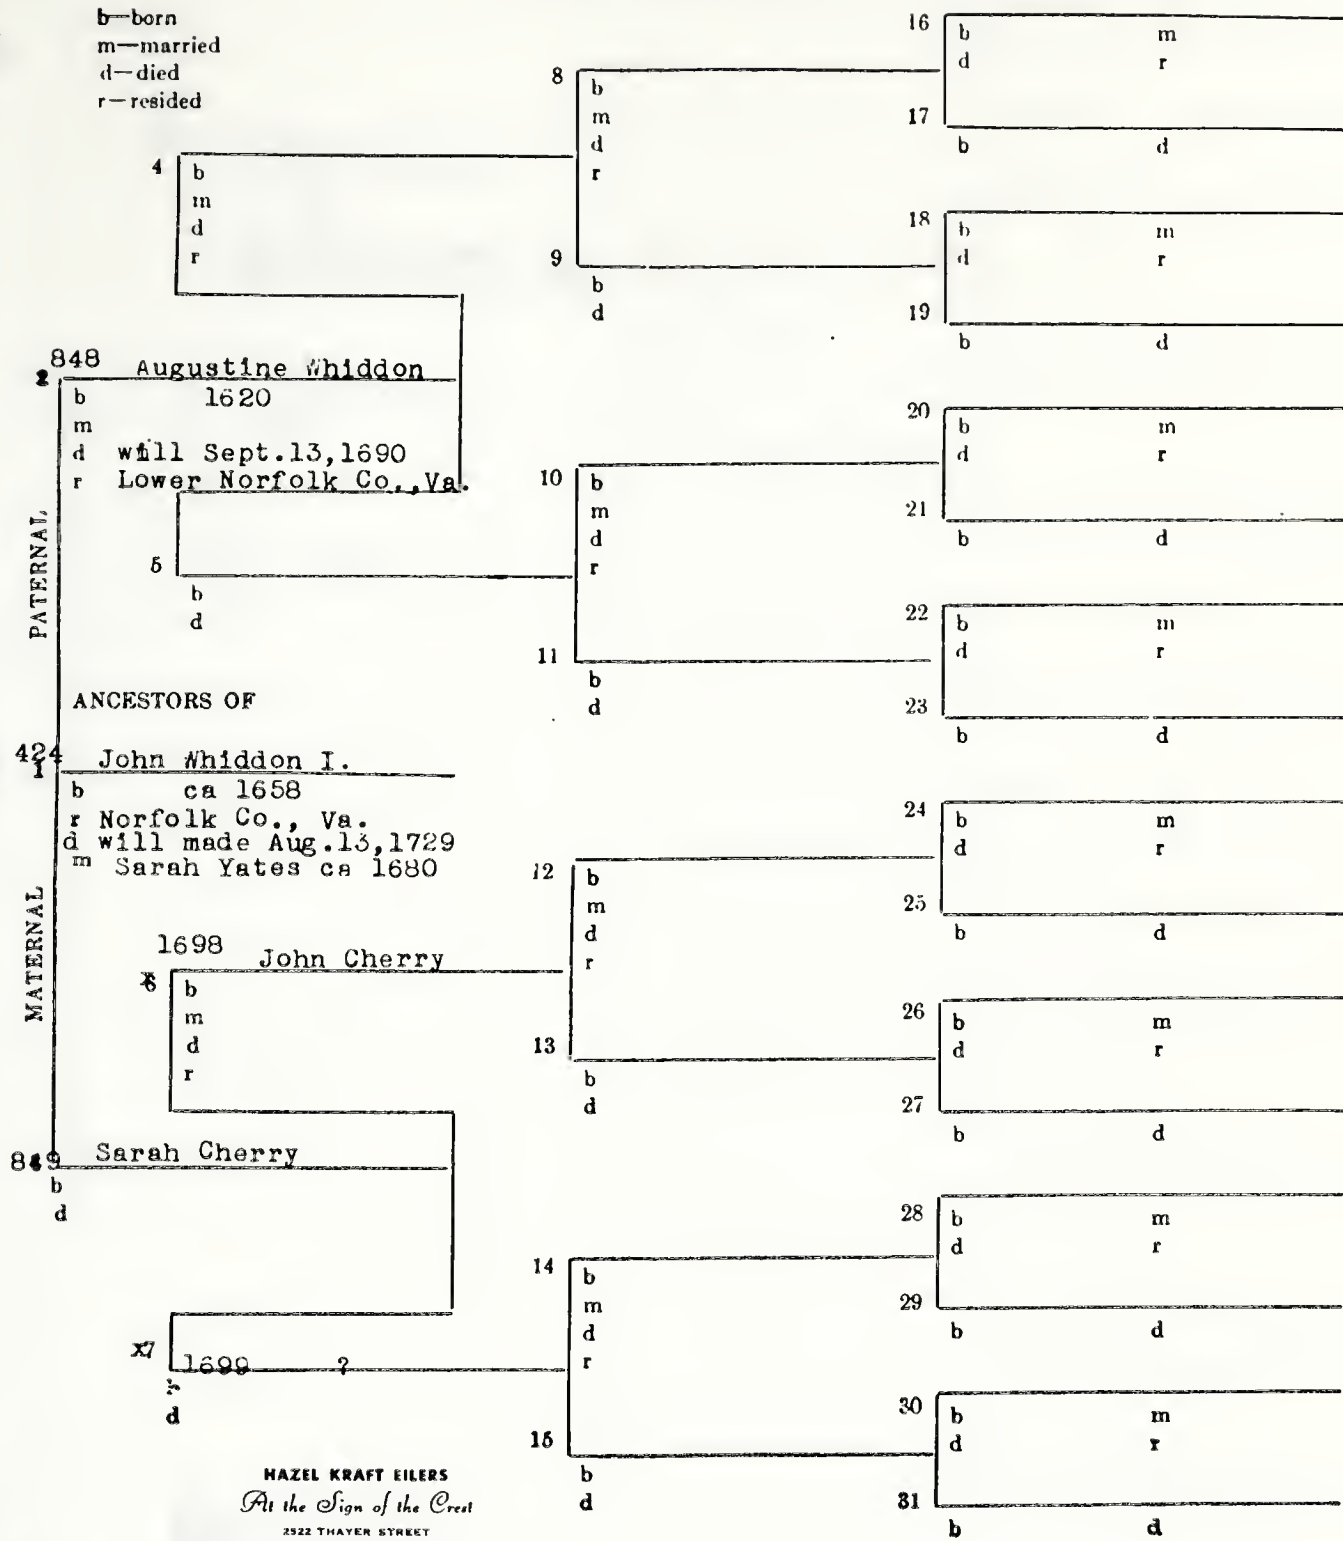 b—born
m—married
d—died
r—resided
4
b
m
d
r
848
2
Augustine Whiddon
b 1620
m
d will Sept.13,1690
r Lower Norfolk Co.,Va.
5
b
d
PATERNAL
ANCESTORS OF
424
1
John Whiddon I.
b ca 1658
r Norfolk Co., Va.
d will made Aug.13,1729
m Sarah Yates ca 1680
MATERNAL
1698
6
John Cherry
b
m
d
r
849 Sarah Cherry
b
d
x7
1699 ?
d
8
b
m
d
r
9
b
d
10
b
m
d
r
11
b
d
12
b
m
d
r
13
b
d
14
b
m
d
r
15
b
d
16
b m
d r
17
b d
18
b m
d r
19
b d
20
b m
d r
21
b d
22
b m
d r
23
b d
24
b m
d r
25
b d
26
b m
d r
27
b d
28
b m
d r
29
b d
30
b m
d r
31
b d
HAZEL KRAFT EILERS
At the Sign of the Crest
2522 THAYER STREET